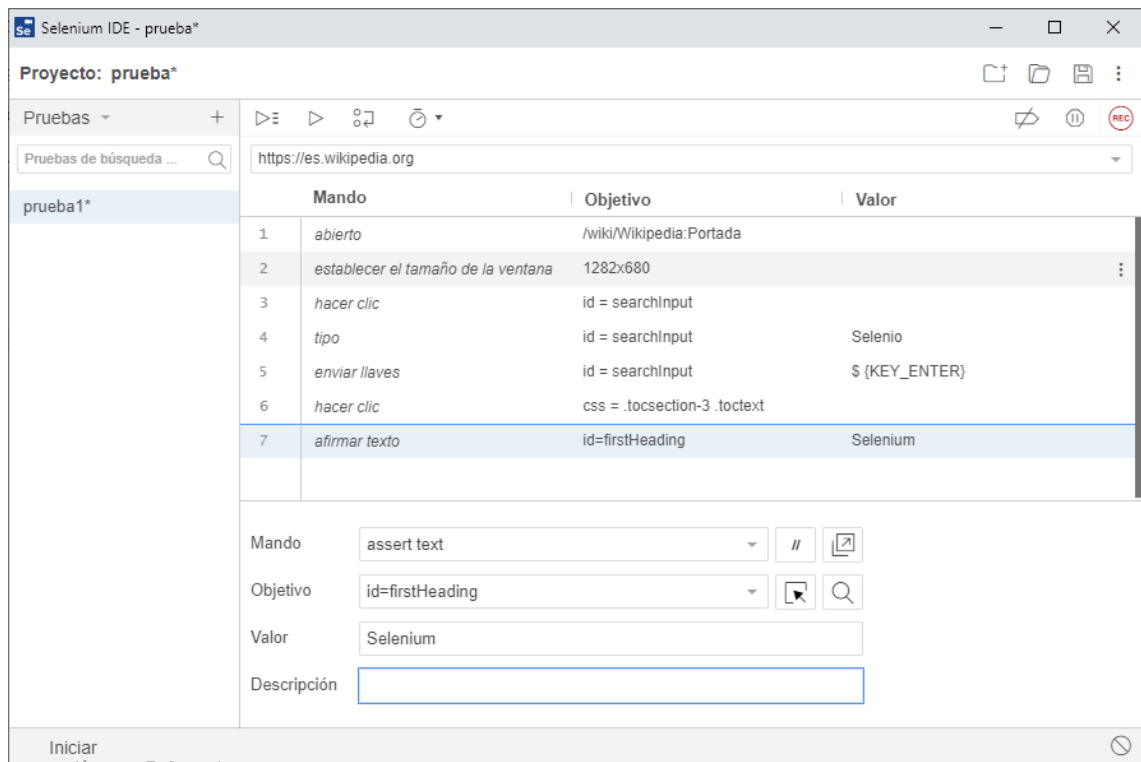 Se Selenium IDE - prueba*
Proyecto: prueba*
Pruebas
Pruebas de búsqueda ...
prueba1*
REC
https://es.wikipedia.org
Mando Objetivo Valor
1 abierto /wiki/Wikipedia:Portada
2 establecer el tamaño de la ventana 1282x680
3 hacer clic id = searchInput
4 tipo id = searchInput Selenio
5 enviar llaves id = searchInput $ {KEY_ENTER}
6 hacer clic css = .tocsection-3 .toctext
7 afirmar texto id=firstHeading Selenium
Mando assert text //
Objetivo id=firstHeading
Valor Selenium
Descripción
Iniciar